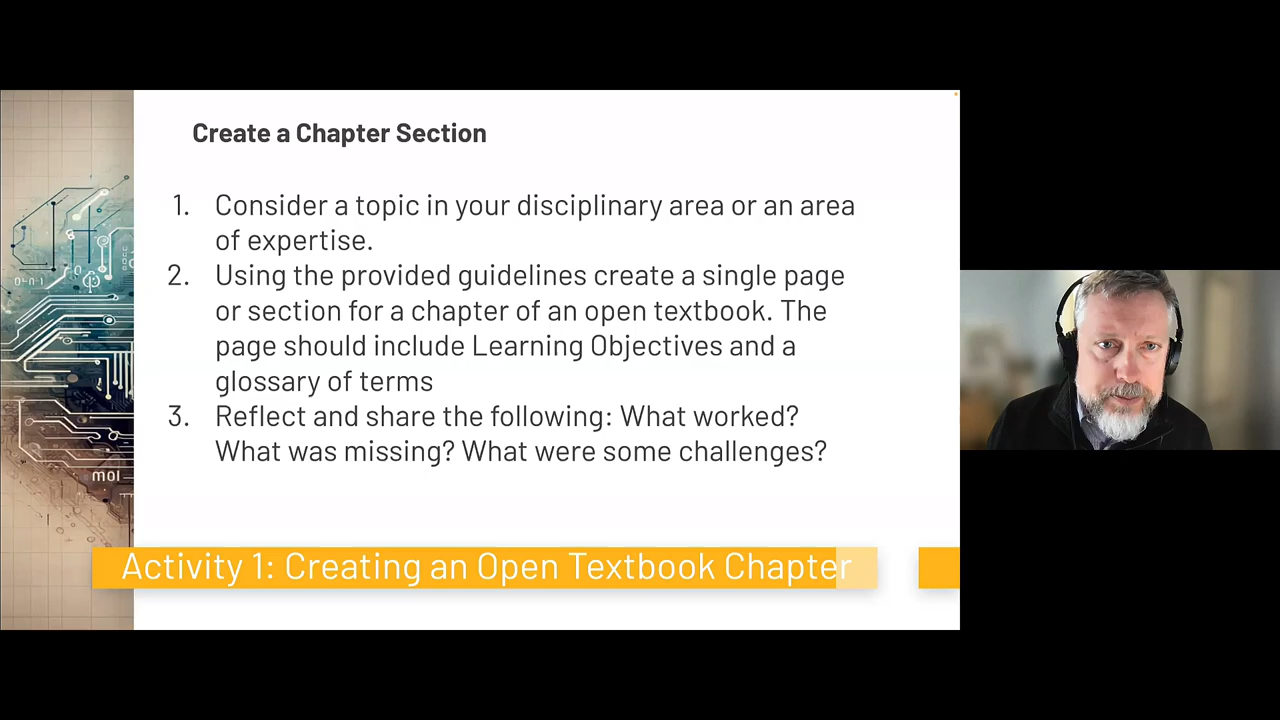 Create a Chapter Section
1. Consider a topic in your disciplinary area or an area
of expertise.
2. Using the provided guidelines create a single page
or section for a chapter of an open textbook. The
page should include Learning Objectives and a
glossary of terms
3. Reflect and share the following: What worked?
What was missing? What were some challenges?
mol
Activity 1: Creating an Open Textbook Chapter